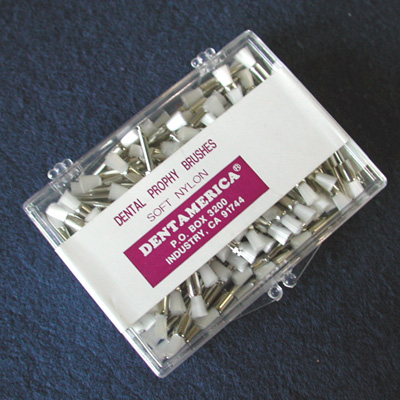 DENTAL PROPHY BRUSHES
SOFT NYLON
DENTAMERICA®
P.O. BOX 3200
INDUSTRY, CA 91744